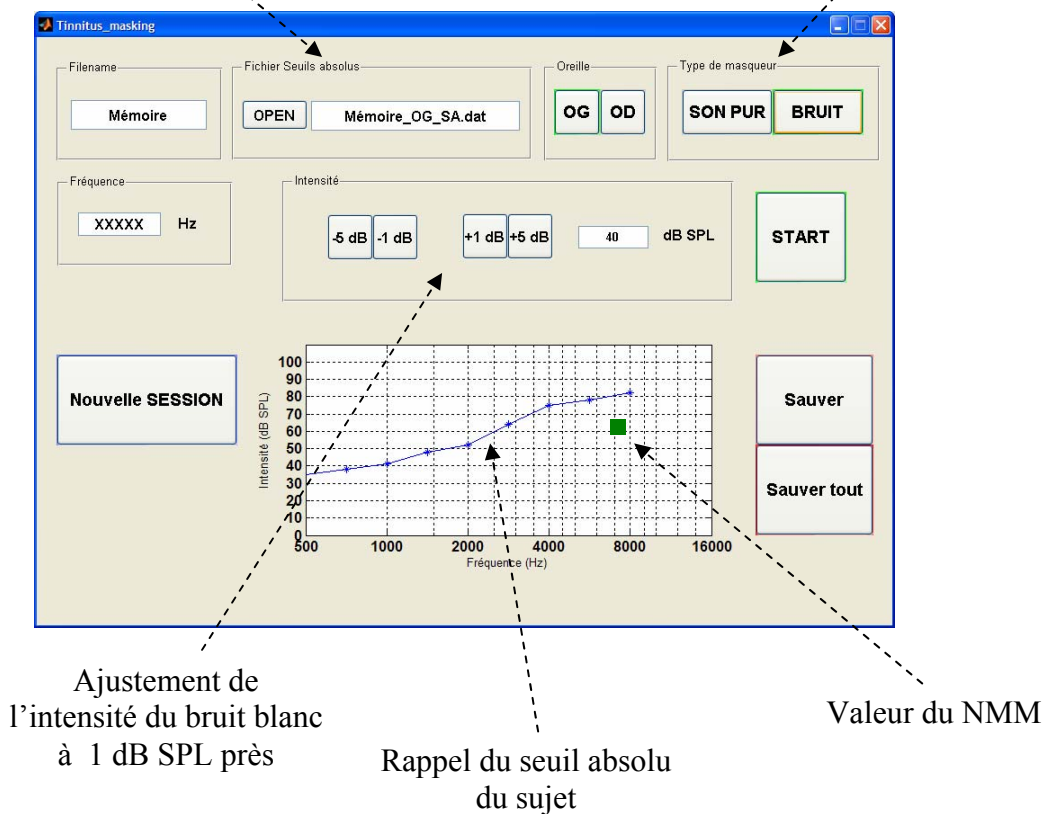 Tinnitus_masking
Filename
Fichier Seuils absolus
Oreille
Type de masqueur
Mémoire
OPEN
Mémoire_OG_SA.dat
OG
OD
SON PUR
BRUIT
Fréquence
Intensité
XXXXX Hz
-5 dB
-1 dB
+1 dB
+5 dB
40 dB SPL
START
Nouvelle SESSION
Intensité (dB SPL)
100
90
80
70
60
50
40
30
20
10
0
500 1000 2000 4000 8000 16000
Fréquence (Hz)
Sauver
Sauver tout
Ajustement de
l'intensité du bruit blanc
à 1 dB SPL près
Rappel du seuil absolu
du sujet
Valeur du NMM